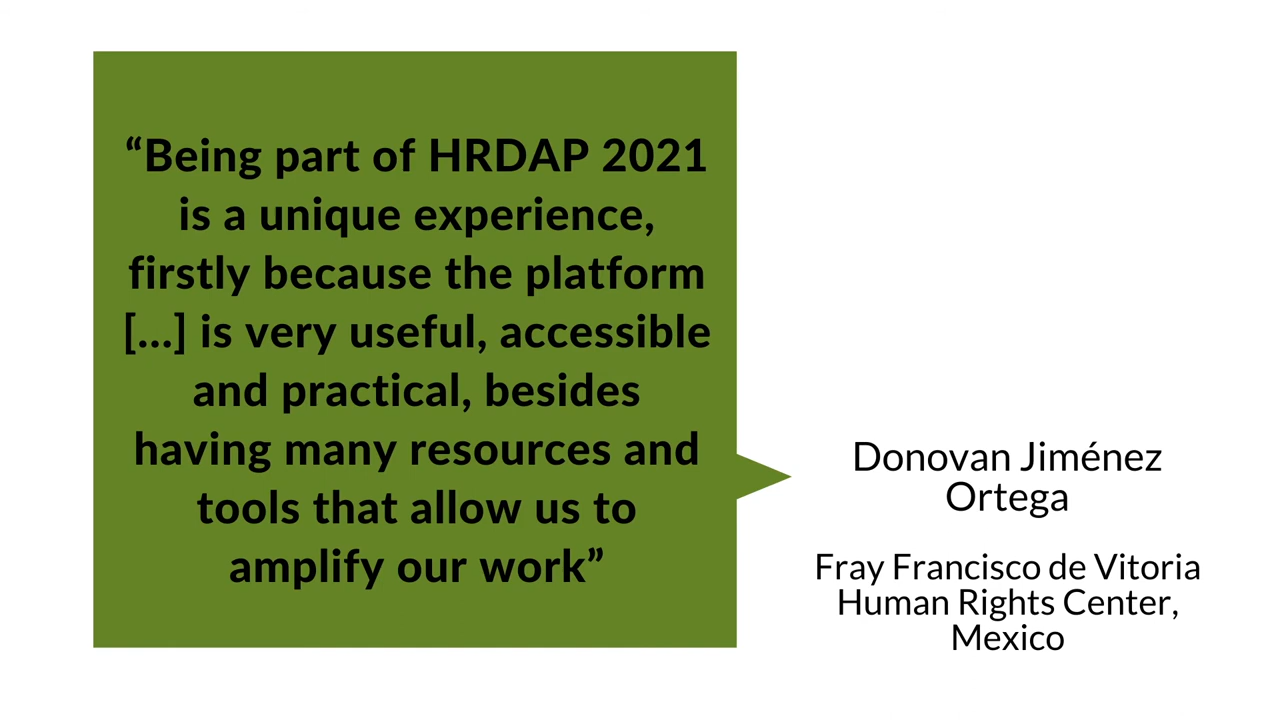 “Being part of HRDAP 2021
is a unique experience,
firstly because the platform
[...] is very useful, accessible
and practical, besides
having many resources and
tools that allow us to
amplify our work”
Donovan Jiménez
Ortega
Fray Francisco de Vitoria
Human Rights Center,
Mexico